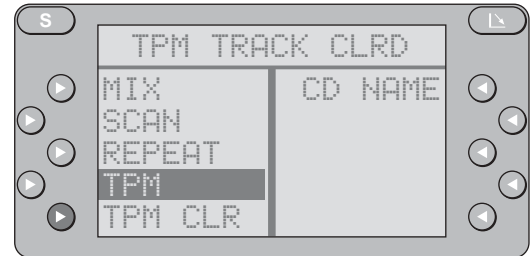 S
TPM TRACK CLRD
MIX
CD NAME
SCAN
REPEAT
TPM
TPM CLR